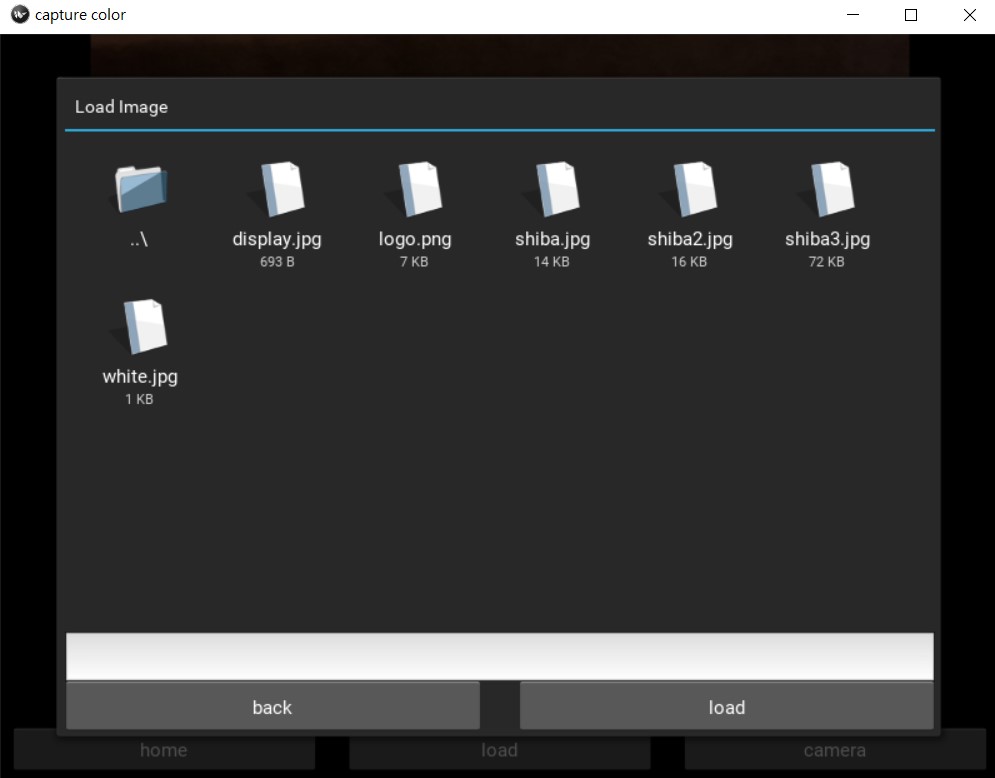 capture color
Load Image
..\
display.jpg
693 B
logo.png
7 KB
shiba.jpg
14 KB
shiba2.jpg
16 KB
shiba3.jpg
72 KB
white.jpg
1 KB
back
load
home
load
camera